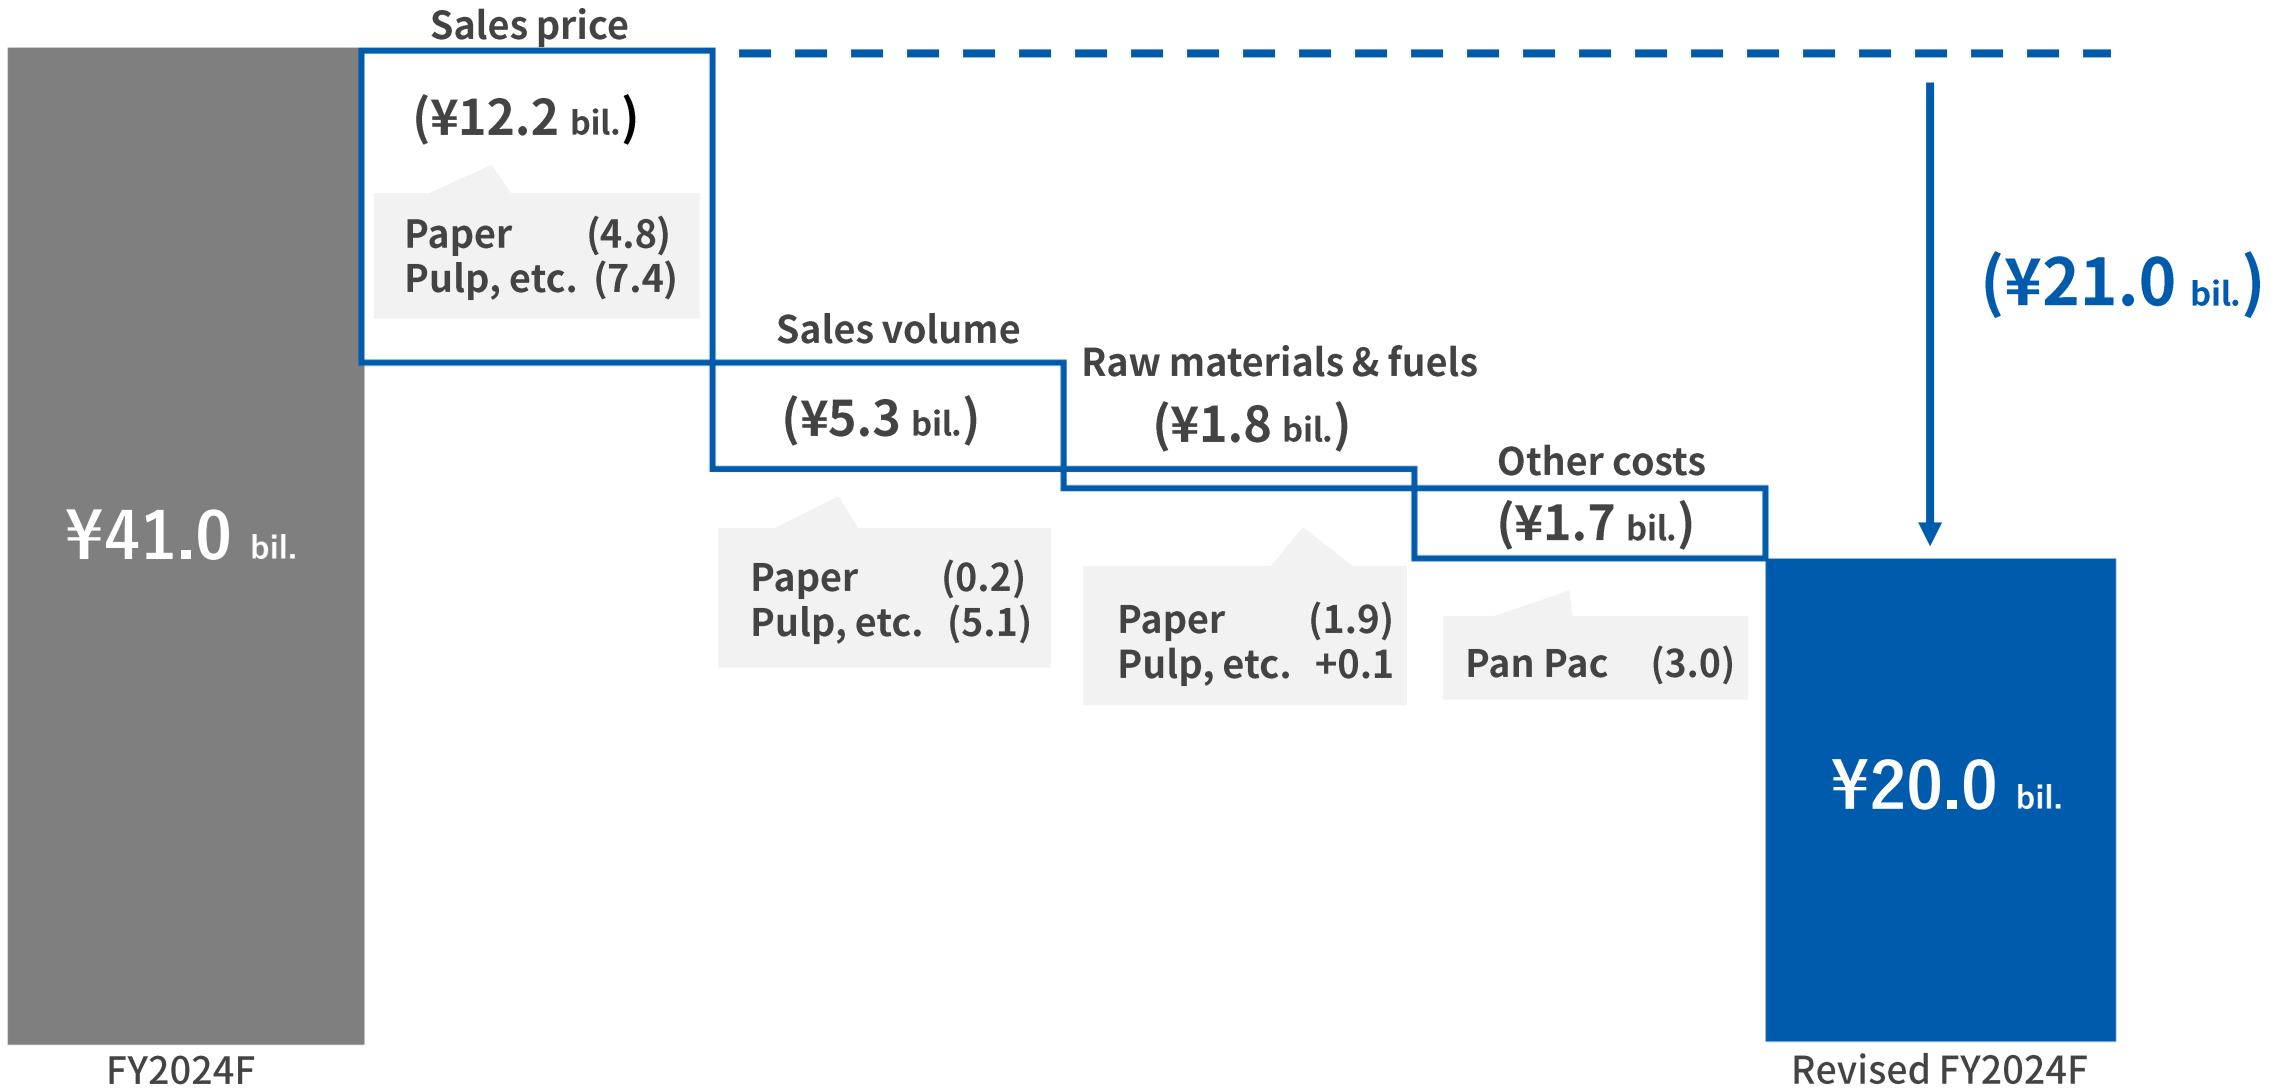 Sales price
(¥12.2 bil.)
Paper (4.8)
Pulp, etc. (7.4)
(¥21.0 bil.)
Sales volume
(¥5.3 bil.)
Raw materials & fuels
(¥1.8 bil.)
Other costs
(¥1.7 bil.)
¥41.0 bil.
Paper (0.2)
Pulp, etc. (5.1)
Paper (1.9)
Pulp, etc. +0.1
Pan Pac (3.0)
¥20.0 bil.
FY2024F
Revised FY2024F